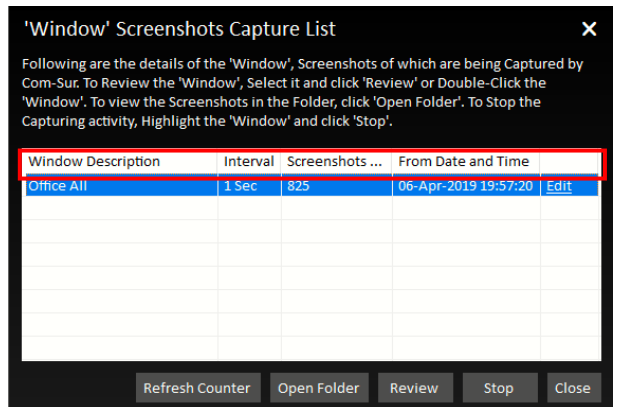 'Window' Screenshots Capture List
Following are the details of the 'Window', Screenshots of which are being Captured by
Com-Sur. To Review the 'Window', Select it and click 'Review' or Double-Click the
'Window'. To view the Screenshots in the Folder, click 'Open Folder'. To Stop the
Capturing activity, Highlight the 'Window' and click 'Stop'.
Window Description Interval Screenshots ... From Date and Time
Office All 1 Sec 825 06-Apr-2019 19:57:20 Edit
Refresh Counter Open Folder Review Stop Close